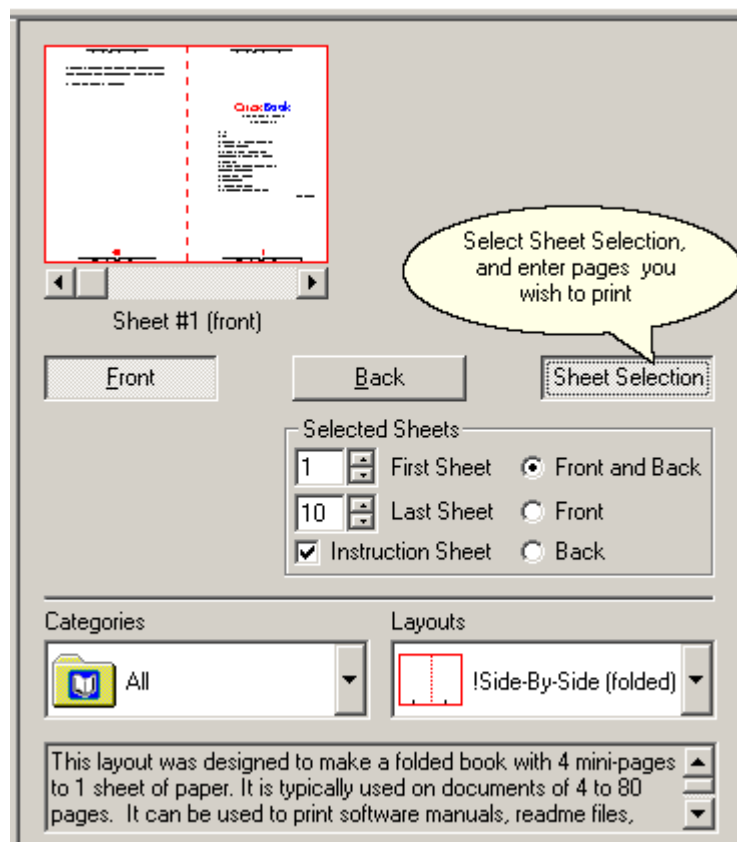 ClickBook
Select Sheet Selection,
and enter pages you
wish to print
Sheet #1 (front)
Front
Back
Sheet Selection
Selected Sheets
1 First Sheet Front and Back
10 Last Sheet Front
Instruction Sheet Back
Categories
Layouts
All
!Side-By-Side (folded)
This layout was designed to make a folded book with 4 mini-pages
to 1 sheet of paper. It is typically used on documents of 4 to 80
pages. It can be used to print software manuals, readme files,